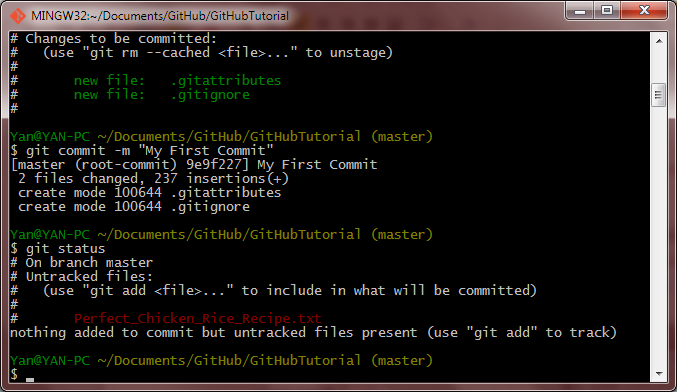 MINGW32:~/Documents/GitHub/GitHubTutorial
# Changes to be committed:
#   (use "git rm --cached <file>..." to unstage)
#
#       new file:   .gitattributes
#       new file:   .gitignore
#
Yan@YAN-PC ~/Documents/GitHub/GitHubTutorial (master)
$ git commit -m "My First Commit"
[master (root-commit) 9e9f227] My First Commit
 2 files changed, 237 insertions(+)
 create mode 100644 .gitattributes
 create mode 100644 .gitignore
Yan@YAN-PC ~/Documents/GitHub/GitHubTutorial (master)
$ git status
# On branch master
# Untracked files:
#   (use "git add <file>..." to include in what will be committed)
#
#       Perfect_Chicken_Rice_Recipe.txt
nothing added to commit but untracked files present (use "git add" to track)
Yan@YAN-PC ~/Documents/GitHub/GitHubTutorial (master)
$